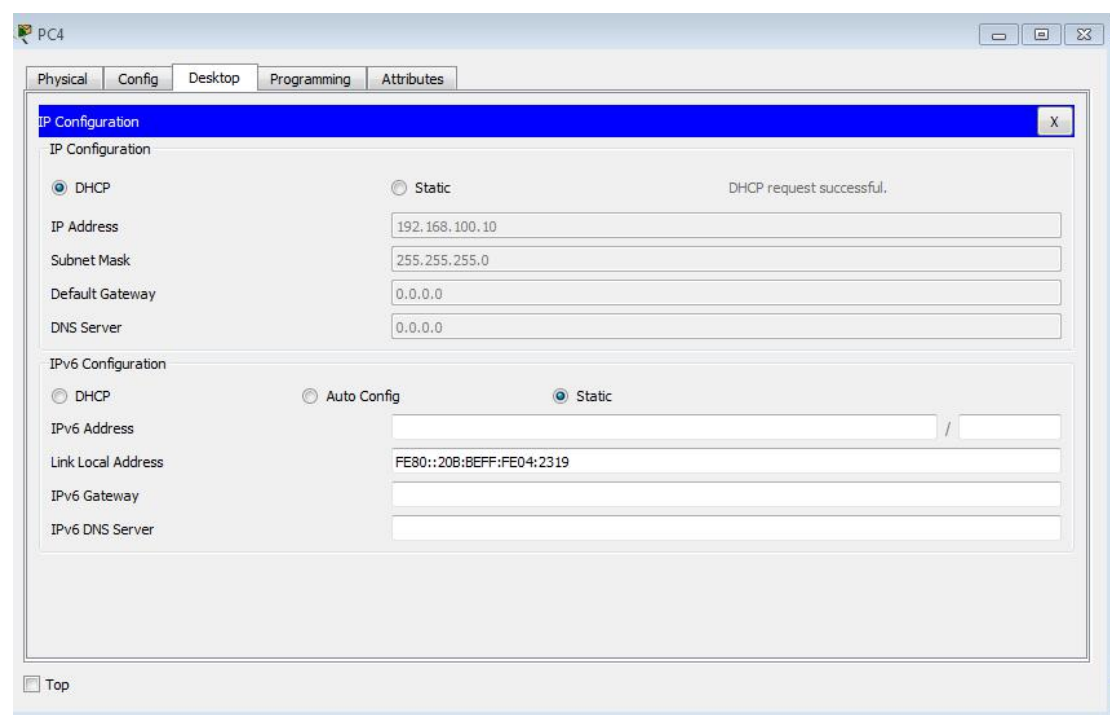 PC4
Physical Config Desktop Programming Attributes
IP Configuration X
IP Configuration
DHCP Static DHCP request successful.
IP Address 192.168.100.10
Subnet Mask 255.255.255.0
Default Gateway 0.0.0.0
DNS Server 0.0.0.0
IPv6 Configuration
DHCP Auto Config Static
IPv6 Address /
Link Local Address FE80::20B:BEFF:FE04:2319
IPv6 Gateway
IPv6 DNS Server
Top